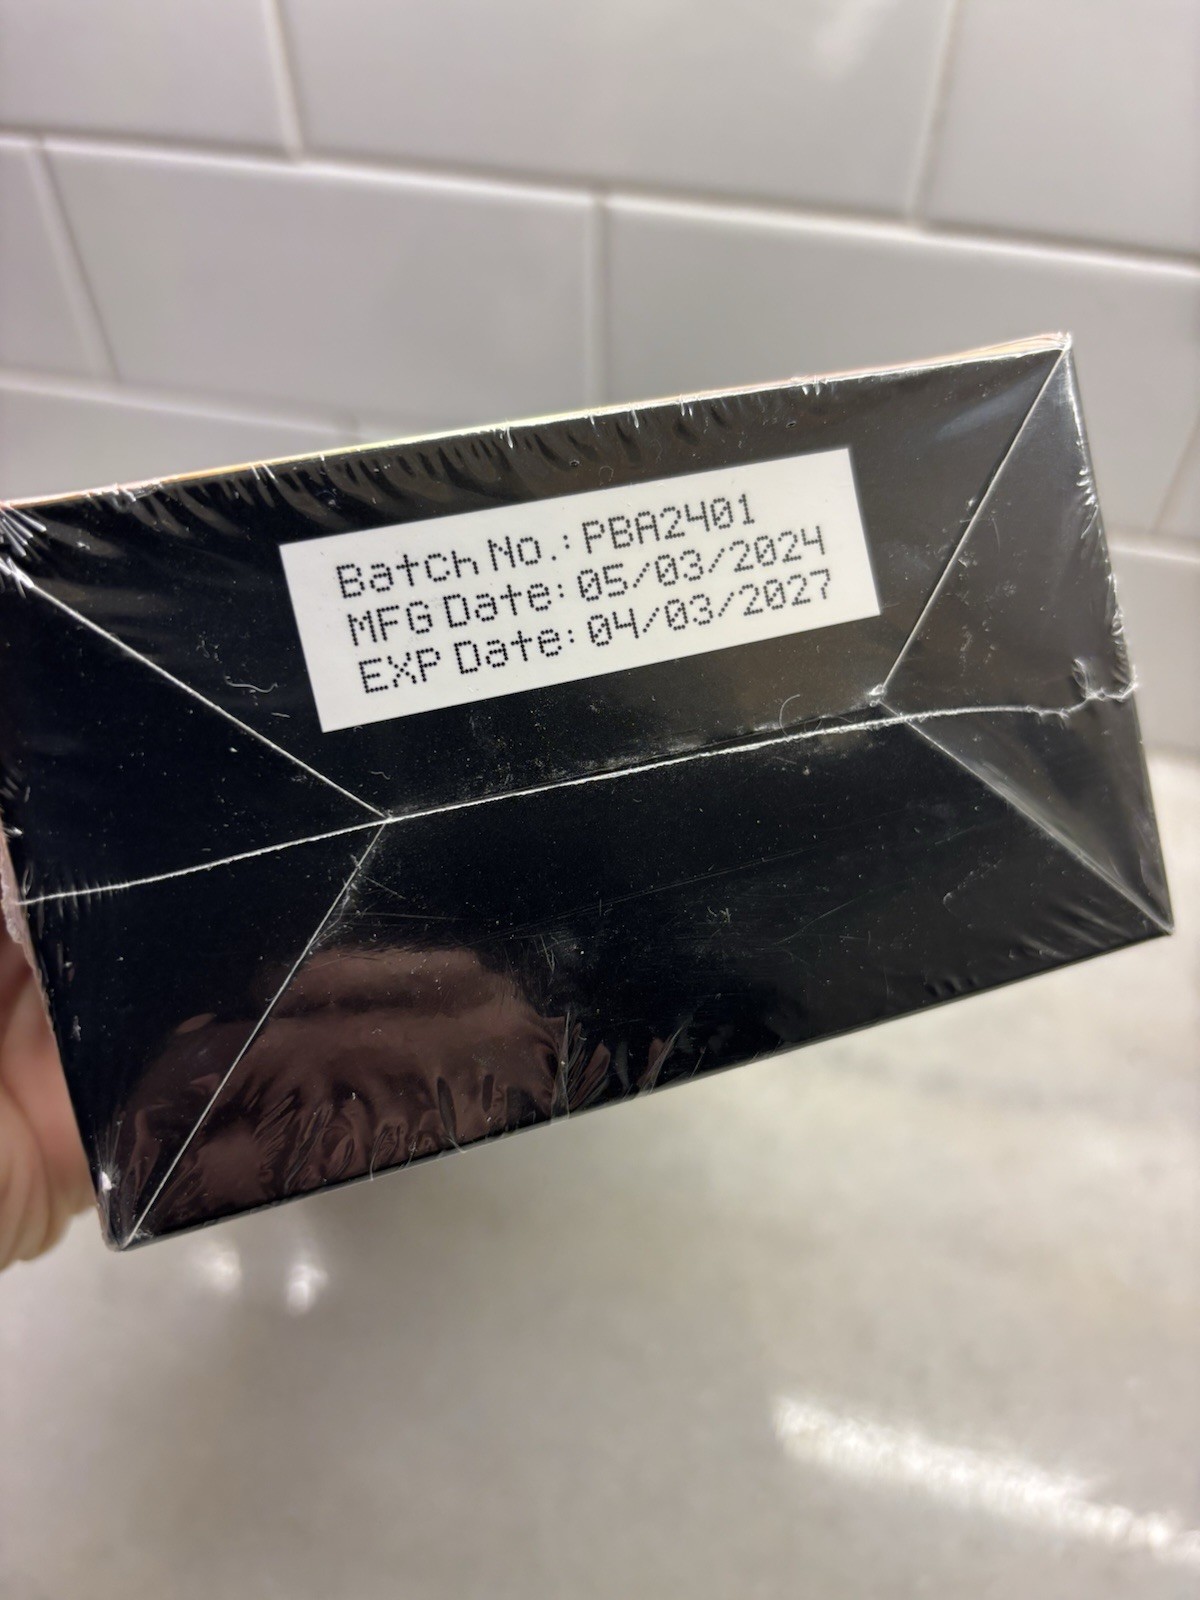 Batch No.: PBA2401
MFG Date: 05/03/2024
EXP Date: 04/03/2027